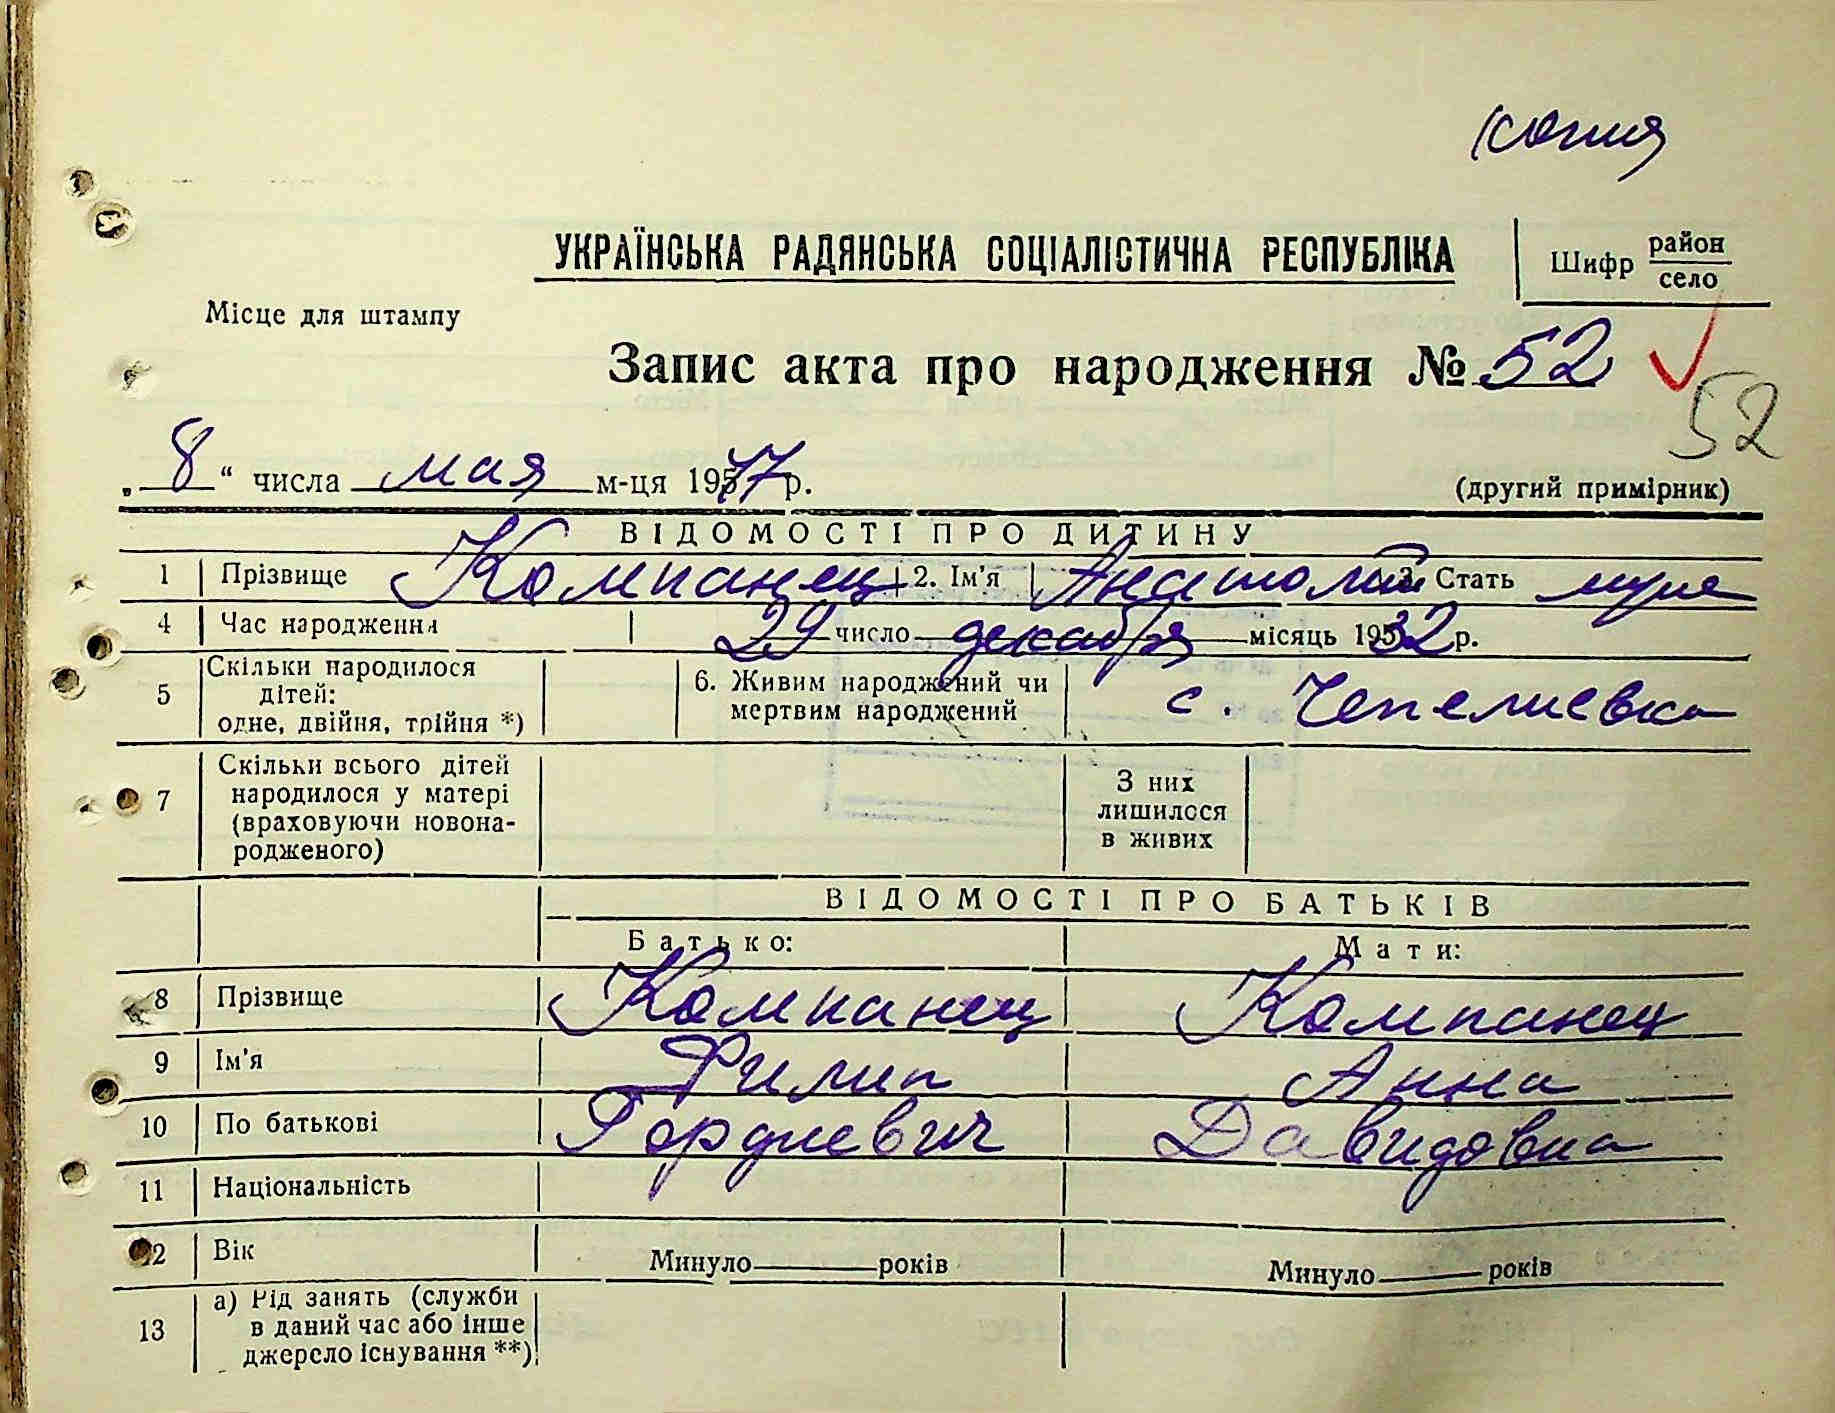 копия
УКРАЇНСЬКА РАДЯНСЬКА СОЦІАЛІСТИЧНА РЕСПУБЛІКА
Шифр район
село
Місце для штампу
Запис акта про народження № 52
52
„8“ числа мая м-ця 1977 р.
(другий примірник)
ВІДОМОСТІ ПРО ДИТИНУ
1 Прізвище Компанец 2. Ім'я Анатолий 3. Стать муж
4 Час народження 29 число декабря місяць 1932 р.
5 Скільки народилося дітей: одне, двійня, трійня *) 6. Живим народжений чи мертвим народжений с. Чепелиевка
7 Скільки всього дітей народилося у матері (враховуючи новонародженого) З них лишилося в живих
ВІДОМОСТІ ПРО БАТЬКІВ
Батько: Мати:
8 Прізвище Компанец Компанец
9 Ім'я Филип Анна
10 По батькові Гордиевич Давидовна
11 Національність
12 Вік Минуло років Минуло років
13 а) Рід занять (служби в даний час або інше джерело існування **)